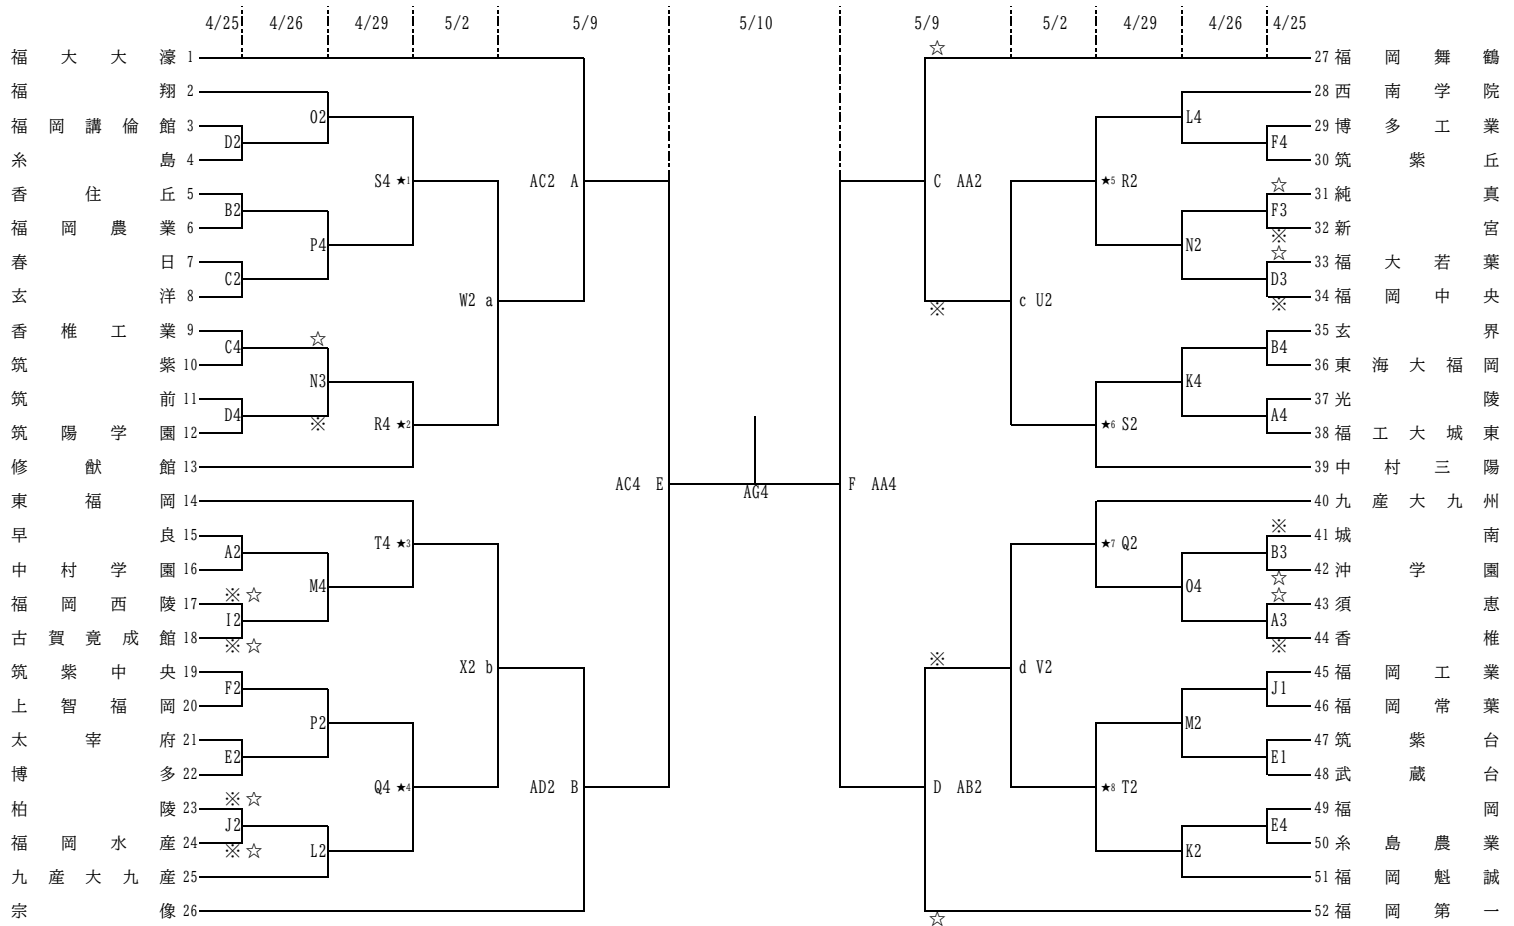 4/25 4/26 4/29 5/2 5/9 5/10 5/9 5/2 4/29 4/26 4/25
☆
福大大濠 1 27 福岡舞鶴
福翔 2 28 西南学院
O2 L4
福岡講倫館 3 29 博多工業
D2 F4
糸島 4 30 筑紫丘
S4 ★1 AC2 A C AA2 ★5 R2
☆
香住丘 5 31 純真
B2 F3
福岡農業 6 32 新宮
※
P4 N2
☆
春日 7 33 福大若葉
C2 D3
玄洋 8 34 福岡中央
※
W2 a c U2
※
香椎工業 9 35 玄界
☆
C4 B4
筑紫 10 36 東海大福岡
N3 K4
筑前 11 37 光陵
D4 A4
※
筑陽学園 12 38 福工大城東
R4 ★2 ★6 S2
修猷館 13 39 中村三陽
AC4 E AG4 F AA4
東福岡 14 40 九産大九州
※
早良 15 41 城南
T4 ★3 ★7 Q2
A2 B3
中村学園 16 42 沖学園
☆
M4 O4
※☆ ☆
福岡西陵 17 43 須恵
I2 A3
古賀竟成館 18 44 香椎
※☆ ※
X2 b ※ d V2
筑紫中央 19 45 福岡工業
F2 J1
上智福岡 20 46 福岡常葉
P2 M2
太宰府 21 47 筑紫台
E2 E1
博多 22 48 武蔵台
Q4 ★4 AD2 B D AB2 ★8 T2
※☆
柏陵 23 49 福岡
J2 E4
福岡水産 24 50 糸島農業
※☆
L2 K2
九産大九産 25 51 福岡魁誠
宗像 26 52 福岡第一
☆